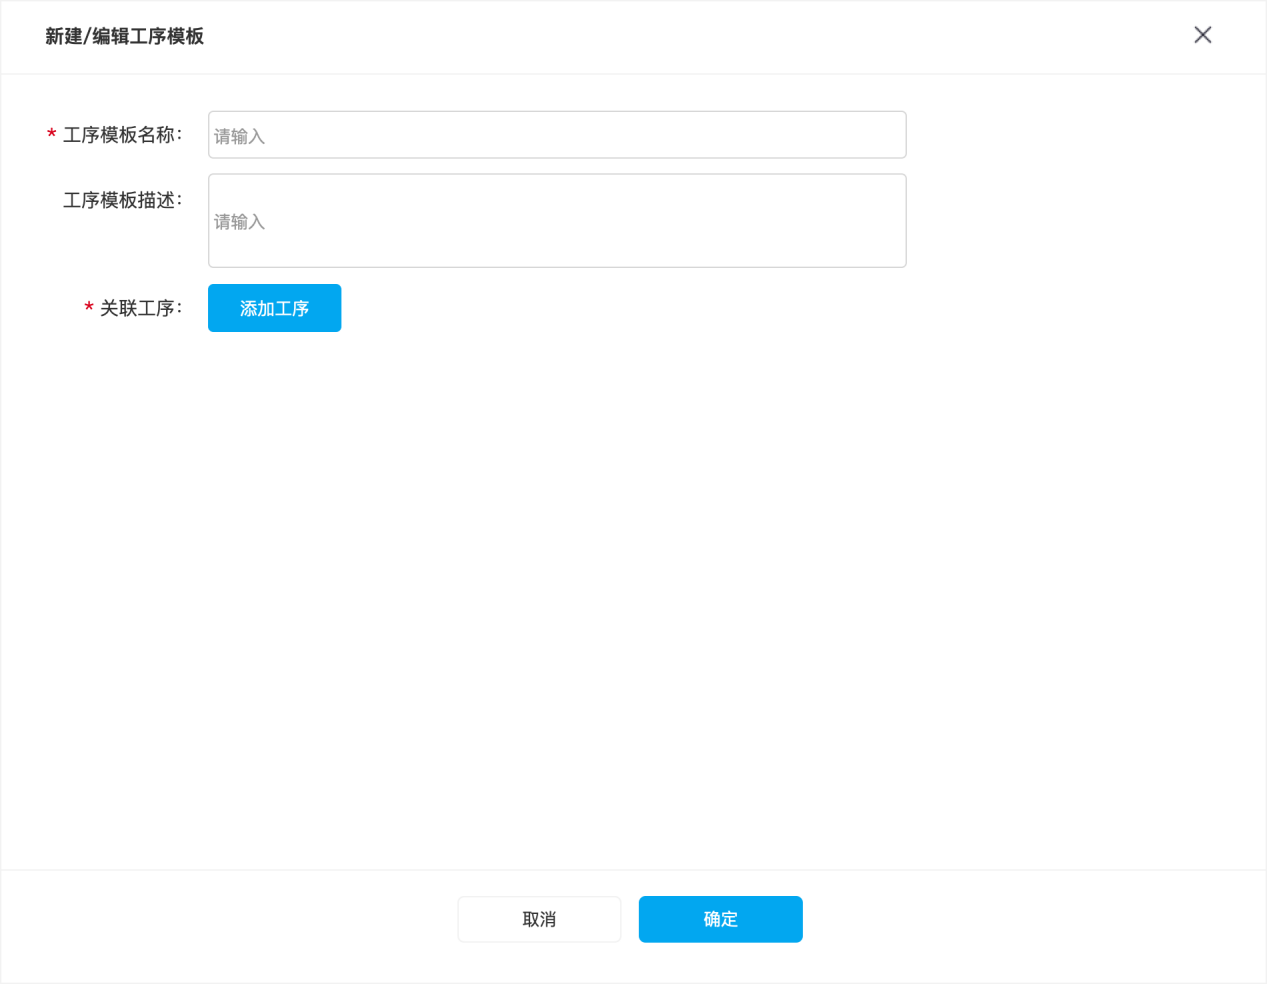 新建/编辑工序模板
* 工序模板名称：
请输入
工序模板描述：
请输入
* 关联工序：
添加工序
取消
确定